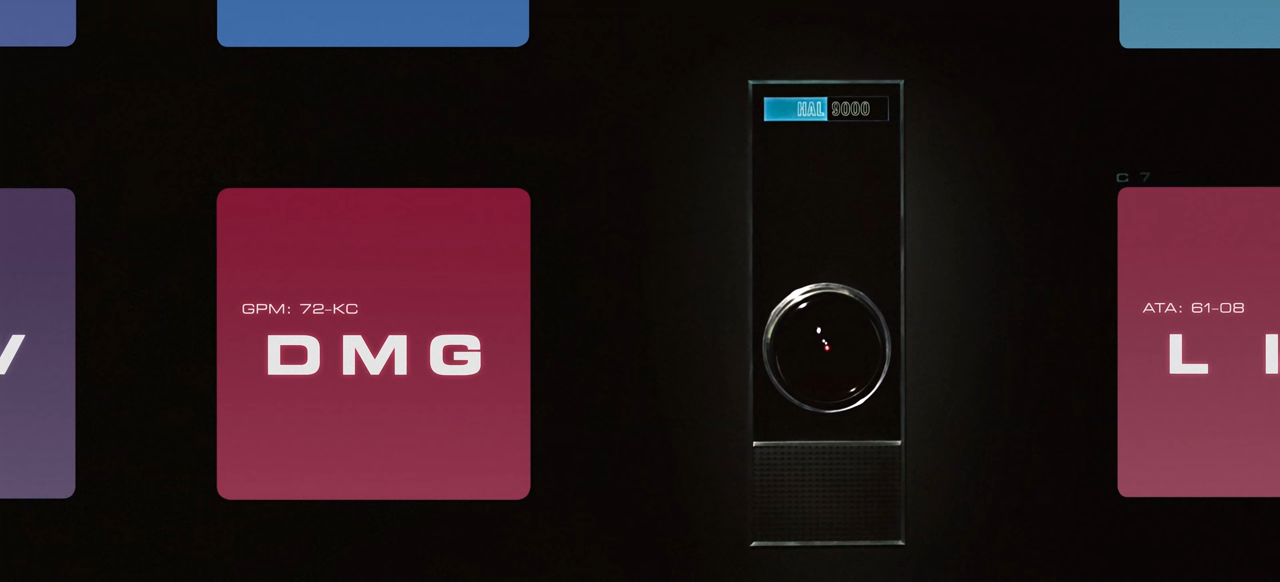 HAL 9000
C 7
GPM: 72-KC
DMG
ATA: 61-08
L